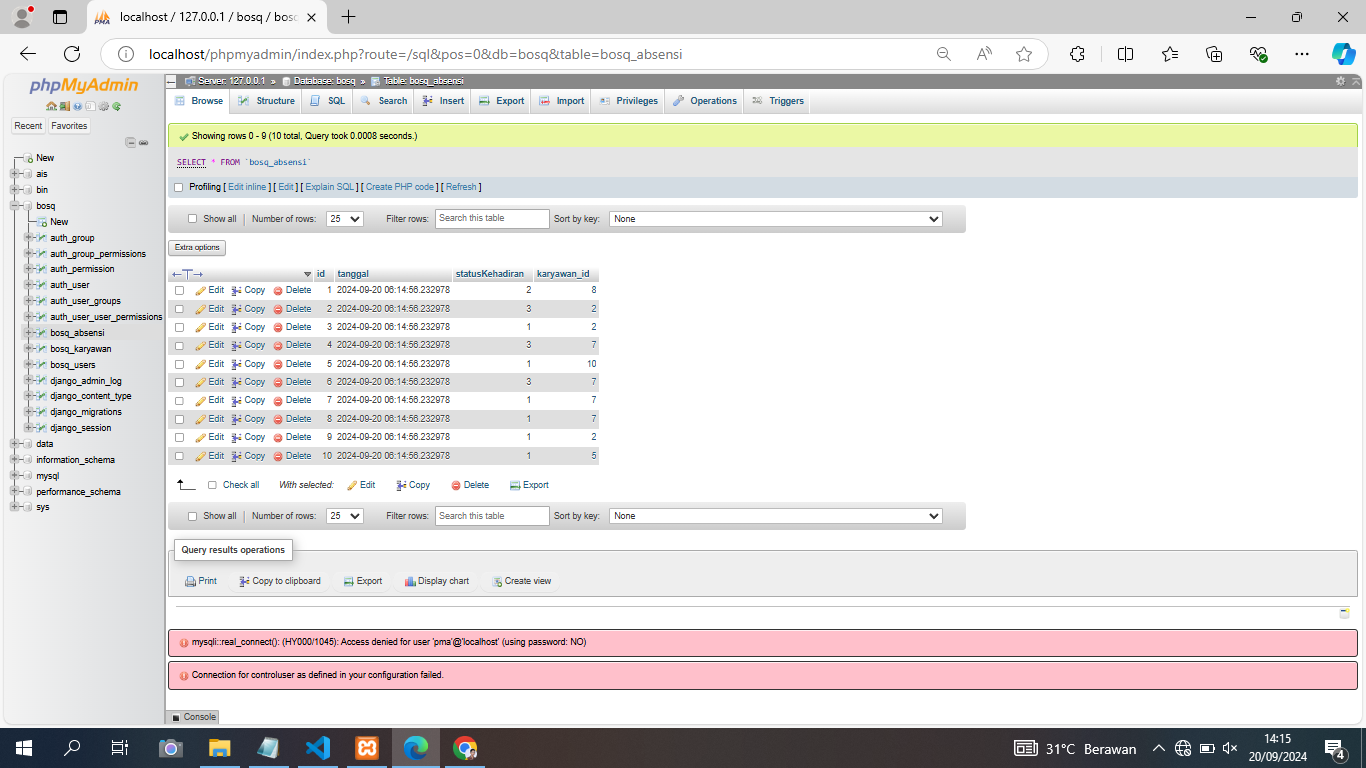 localhost / 127.0.0.1 / bosq / bosq
localhost/phpmyadmin/index.php?route=/sql&pos=0&db=bosq&table=bosq_absensi
phpMyAdmin
Recent Favorites
New
ais
bin
bosq
New
auth_group
auth_group_permissions
auth_permission
auth_user
auth_user_groups
auth_user_user_permissions
bosq_absensi
bosq_karyawan
bosq_users
django_admin_log
django_content_type
django_migrations
django_session
data
information_schema
mysql
performance_schema
sys
Server: 127.0.0.1 » Database: bosq » Table: bosq_absensi
Browse Structure SQL Search Insert Export Import Privileges Operations Triggers
Showing rows 0 - 9 (10 total, Query took 0.0008 seconds.)
SELECT * FROM `bosq_absensi`
Profiling [ Edit inline ] [ Edit ] [ Explain SQL ] [ Create PHP code ] [ Refresh ]
Show all | Number of rows: 25 Filter rows: Search this table Sort by key: None
Extra options
←T→ id tanggal statusKehadiran karyawan_id
Edit Copy Delete 1 2024-09-20 06:14:56.232978 2 8
Edit Copy Delete 2 2024-09-20 06:14:56.232978 3 2
Edit Copy Delete 3 2024-09-20 06:14:56.232978 1 2
Edit Copy Delete 4 2024-09-20 06:14:56.232978 3 7
Edit Copy Delete 5 2024-09-20 06:14:56.232978 1 10
Edit Copy Delete 6 2024-09-20 06:14:56.232978 3 7
Edit Copy Delete 7 2024-09-20 06:14:56.232978 1 7
Edit Copy Delete 8 2024-09-20 06:14:56.232978 1 7
Edit Copy Delete 9 2024-09-20 06:14:56.232978 1 2
Edit Copy Delete 10 2024-09-20 06:14:56.232978 1 5
Check all With selected: Edit Copy Delete Export
Show all | Number of rows: 25 Filter rows: Search this table Sort by key: None
Query results operations
Print Copy to clipboard Export Display chart Create view
mysqli::real_connect(): (HY000/1045): Access denied for user 'pma'@'localhost' (using password: NO)
Connection for controluser as defined in your configuration failed.
Console
31°C Berawan
14:15
20/09/2024
4